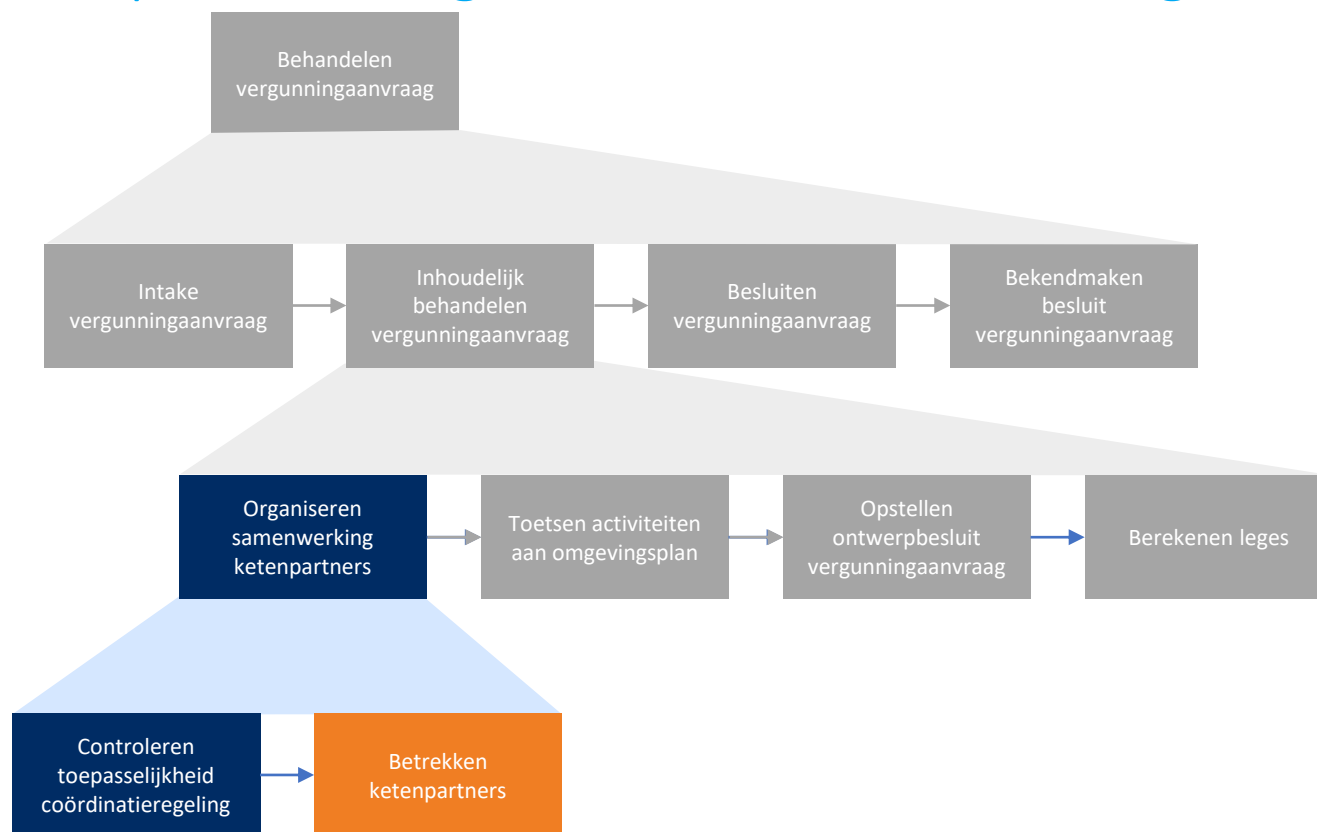 Behandelen
vergunningaanvraag
Intake
vergunningaanvraag
Inhoudelijk
behandelen
vergunningaanvraag
Besluiten
vergunningaanvraag
Bekendmaken
besluit
vergunningaanvraag
Organiseren
samenwerking
ketenpartners
Toetsen activiteiten
aan omgevingsplan
Opstellen
ontwerpbesluit
vergunningaanvraag
Berekenen leges
Controleren
toepasselijkheid
coördinatieregeling
Betrekken
ketenpartners